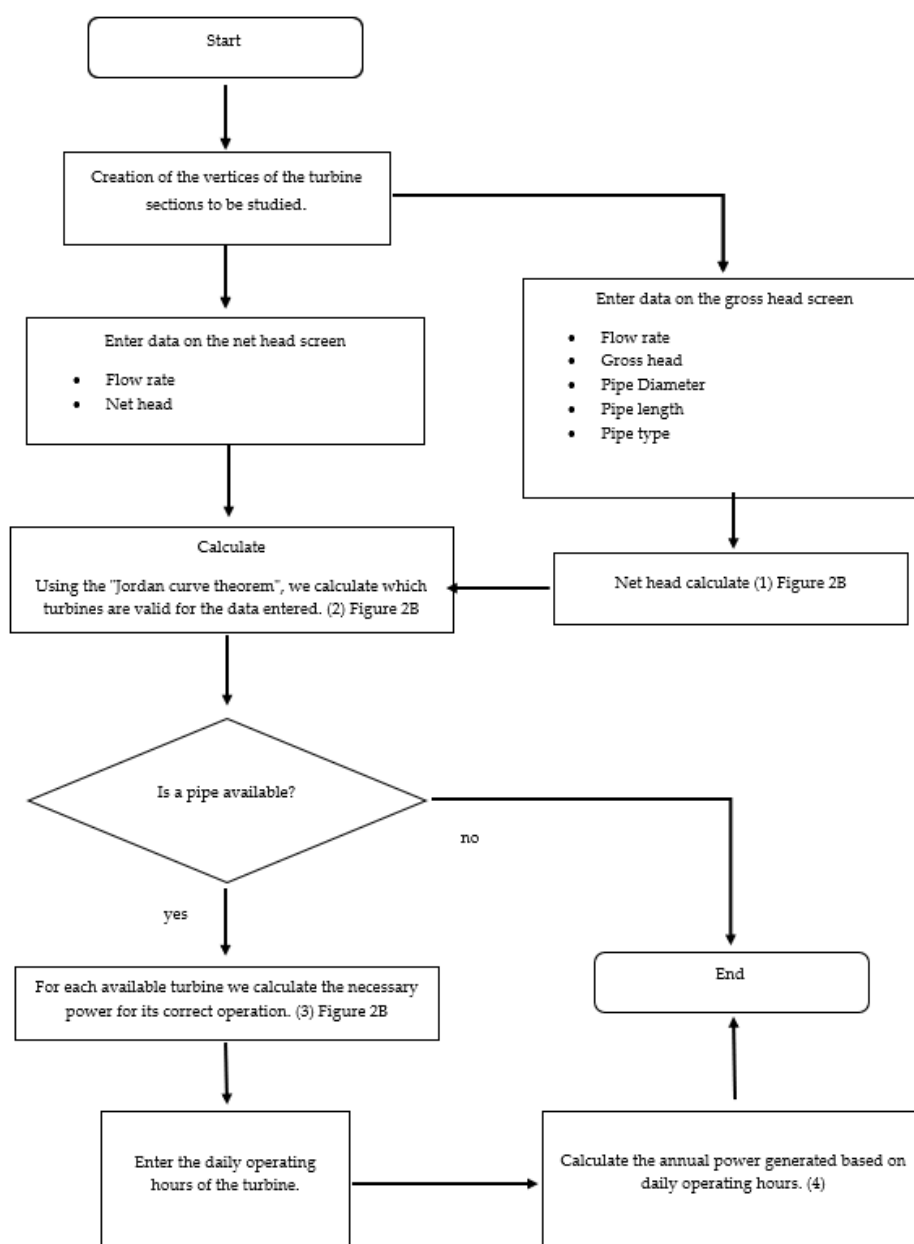 Start
Creation of the vertices of the turbine
sections to be studied.
Enter data on the gross head screen
• Flow rate
• Gross head
• Pipe Diameter
• Pipe length
• Pipe type
Enter data on the net head screen
• Flow rate
• Net head
Calculate
Using the "Jordan curve theorem", we calculate which
turbines are valid for the data entered. (2) Figure 2B
Net head calculate (1) Figure 2B
Is a pipe available?
no
yes
For each available turbine we calculate the necessary
power for its correct operation. (3) Figure 2B
End
Enter the daily operating
hours of the turbine.
Calculate the annual power generated based on
daily operating hours. (4)